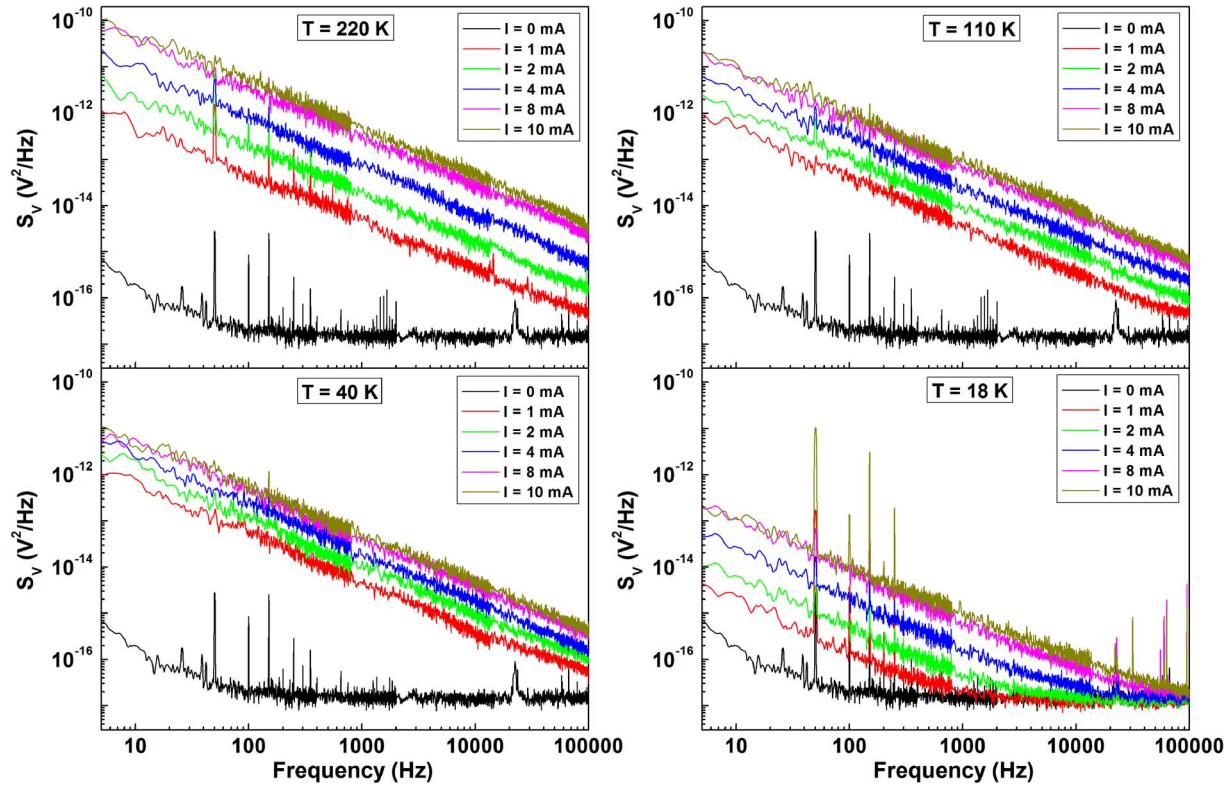 T = 220 K
I = 0 mA
I = 1 mA
I = 2 mA
I = 4 mA
I = 8 mA
I = 10 mA
10⁻¹⁰
10⁻¹²
10⁻¹⁴
10⁻¹⁶
S_V (V²/Hz)
T = 110 K
I = 0 mA
I = 1 mA
I = 2 mA
I = 4 mA
I = 8 mA
I = 10 mA
10⁻¹⁰
10⁻¹²
10⁻¹⁴
10⁻¹⁶
S_V (V²/Hz)
T = 40 K
I = 0 mA
I = 1 mA
I = 2 mA
I = 4 mA
I = 8 mA
I = 10 mA
10⁻¹⁰
10⁻¹²
10⁻¹⁴
10⁻¹⁶
S_V (V²/Hz)
10 100 1000 10000 100000
Frequency (Hz)
T = 18 K
I = 0 mA
I = 1 mA
I = 2 mA
I = 4 mA
I = 8 mA
I = 10 mA
10⁻¹⁰
10⁻¹²
10⁻¹⁴
10⁻¹⁶
S_V (V²/Hz)
10 100 1000 10000 100000
Frequency (Hz)